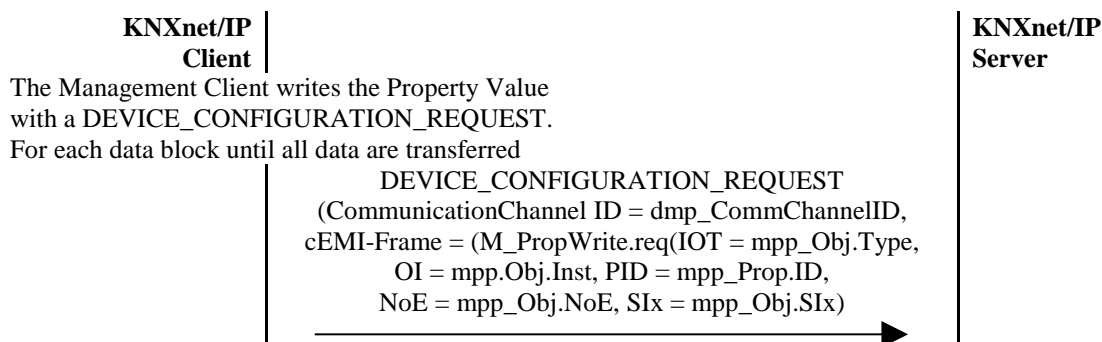 KNXnet/IP
Client
KNXnet/IP
Server
The Management Client writes the Property Value
with a DEVICE_CONFIGURATION_REQUEST.
For each data block until all data are transferred
DEVICE_CONFIGURATION_REQUEST
(CommunicationChannel ID = dmp_CommChannelID,
cEMI-Frame = (M_PropWrite.req(IOT = mpp_Obj.Type,
OI = mpp.Obj.Inst, PID = mpp_Prop.ID,
NoE = mpp_Obj.NoE, SIx = mpp_Obj.SIx)